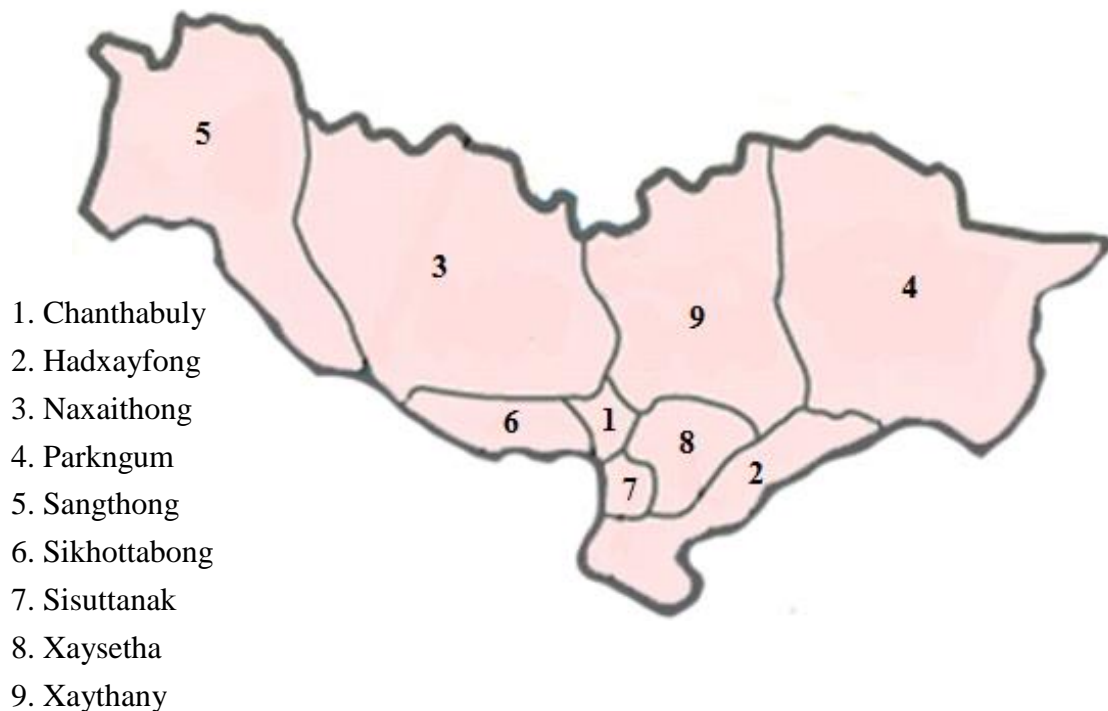 5
3
9
4
1. Chanthabuly
2. Hadxayfong
3. Naxaithong
4. Parkngum
5. Sangthong
6. Sikhottabong
7. Sisuttanak
8. Xaysetha
9. Xaythany
6
1
8
2
7